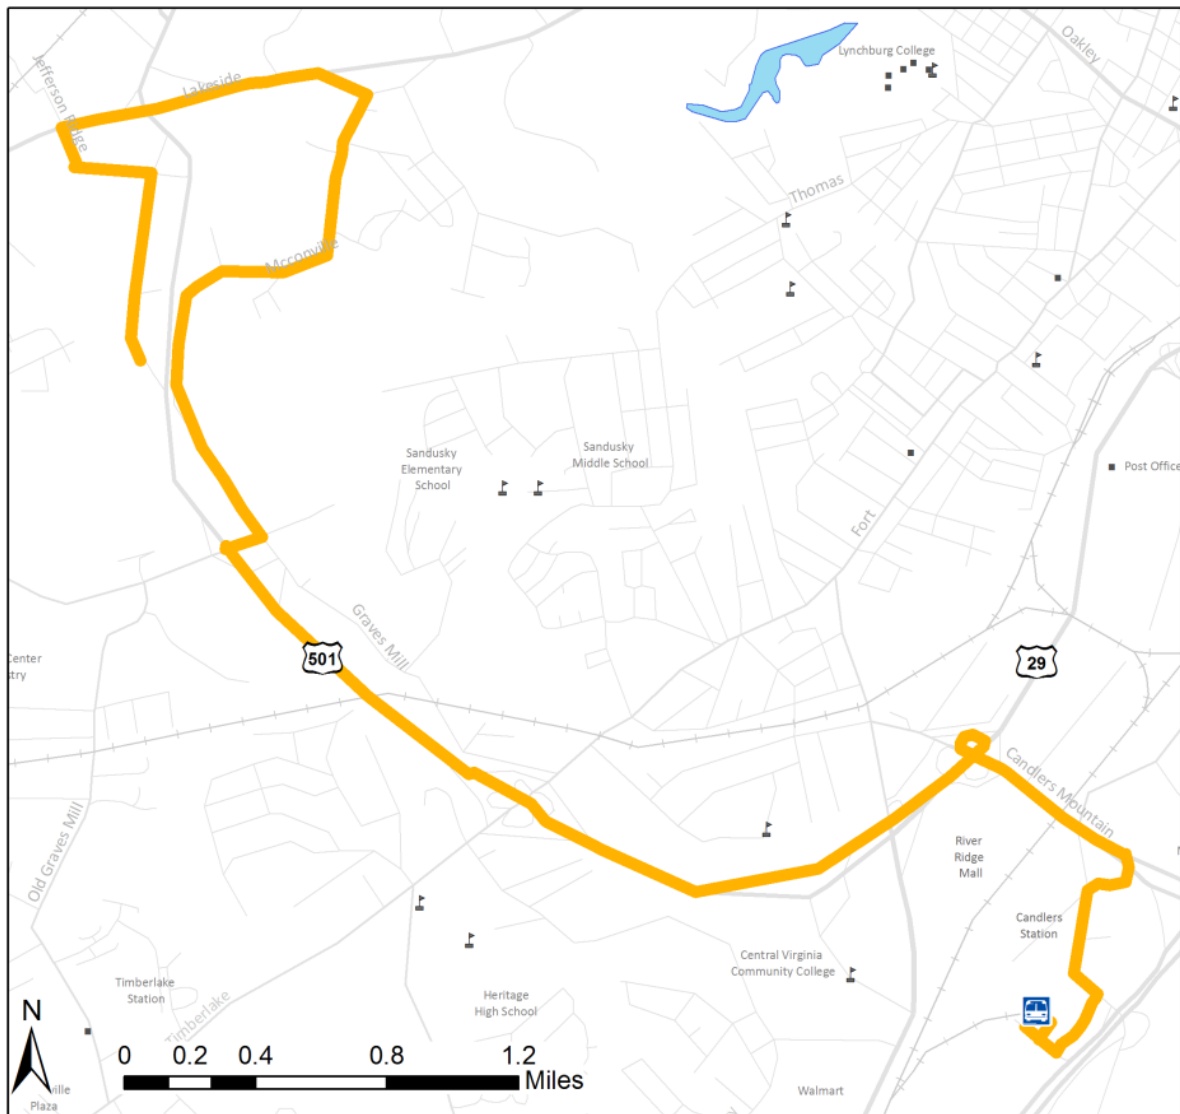 Oakley
Lynchburg College
Jefferson Ridge
Lakeside
Thomas
Mcconville
Sandusky
Elementary
School
Sandusky
Middle School
Post Office
Fort
Graves Mill
501
29
Center
stry
Candlers Mountain
River
Ridge
Mall
Old Graves Mill
Candlers
Station
Central Virginia
Community College
Timberlake
Station
Heritage
High School
Timberlake
N
0 0.2 0.4 0.8 1.2
Miles
Walmart
ville
Plaza